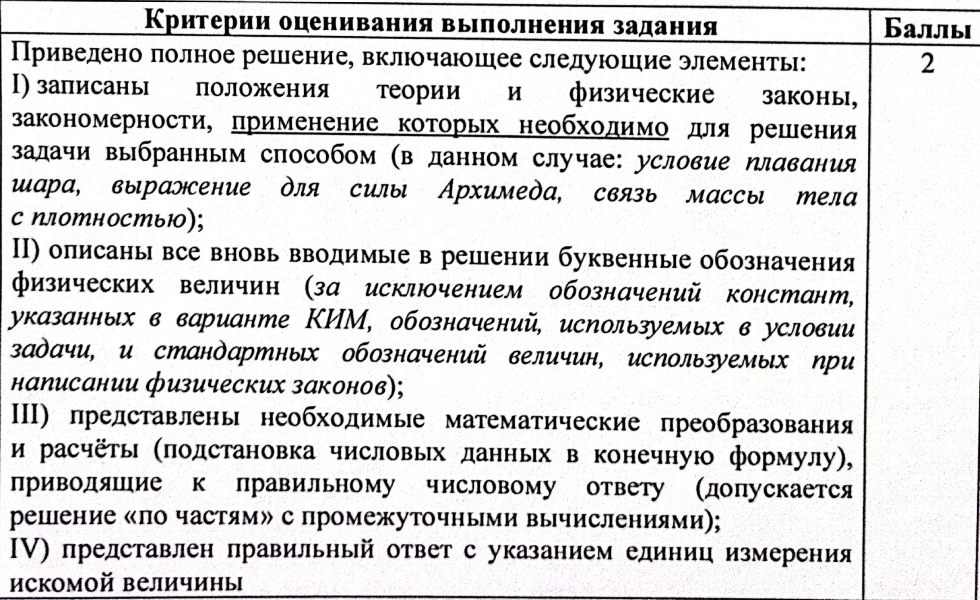 Критерии оценивания выполнения задания Баллы
Приведено полное решение, включающее следующие элементы: 2
I) записаны положения теории и физические законы,
закономерности, применение которых необходимо для решения
задачи выбранным способом (в данном случае: условие плавания
шара, выражение для силы Архимеда, связь массы тела
с плотностью);
II) описаны все вновь вводимые в решении буквенные обозначения
физических величин (за исключением обозначений констант,
указанных в варианте КИМ, обозначений, используемых в условии
задачи, и стандартных обозначений величин, используемых при
написании физических законов);
III) представлены необходимые математические преобразования
и расчёты (подстановка числовых данных в конечную формулу),
приводящие к правильному числовому ответу (допускается
решение «по частям» с промежуточными вычислениями);
IV) представлен правильный ответ с указанием единиц измерения
искомой величины